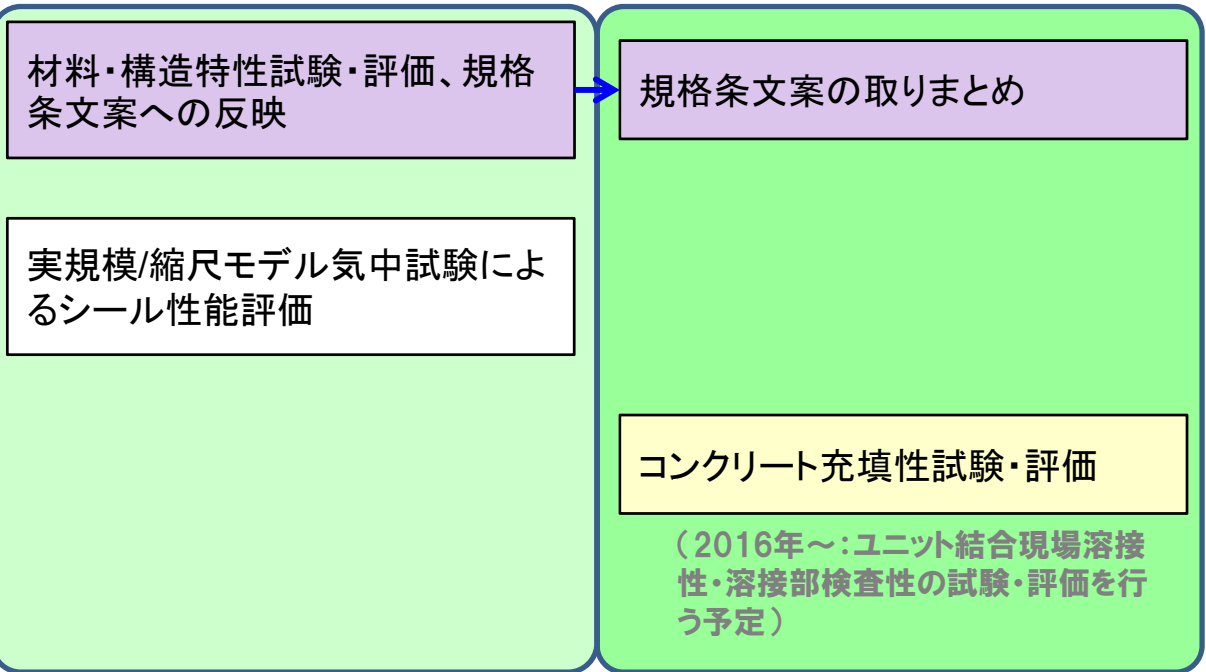 材料・構造特性試験・評価、規格
条文案への反映
実規模/縮尺モデル気中試験によ
るシール性能評価
規格条文案の取りまとめ
コンクリート充填性試験・評価
（2016年～：ユニット結合現場溶接
性・溶接部検査性の試験・評価を行
う予定）